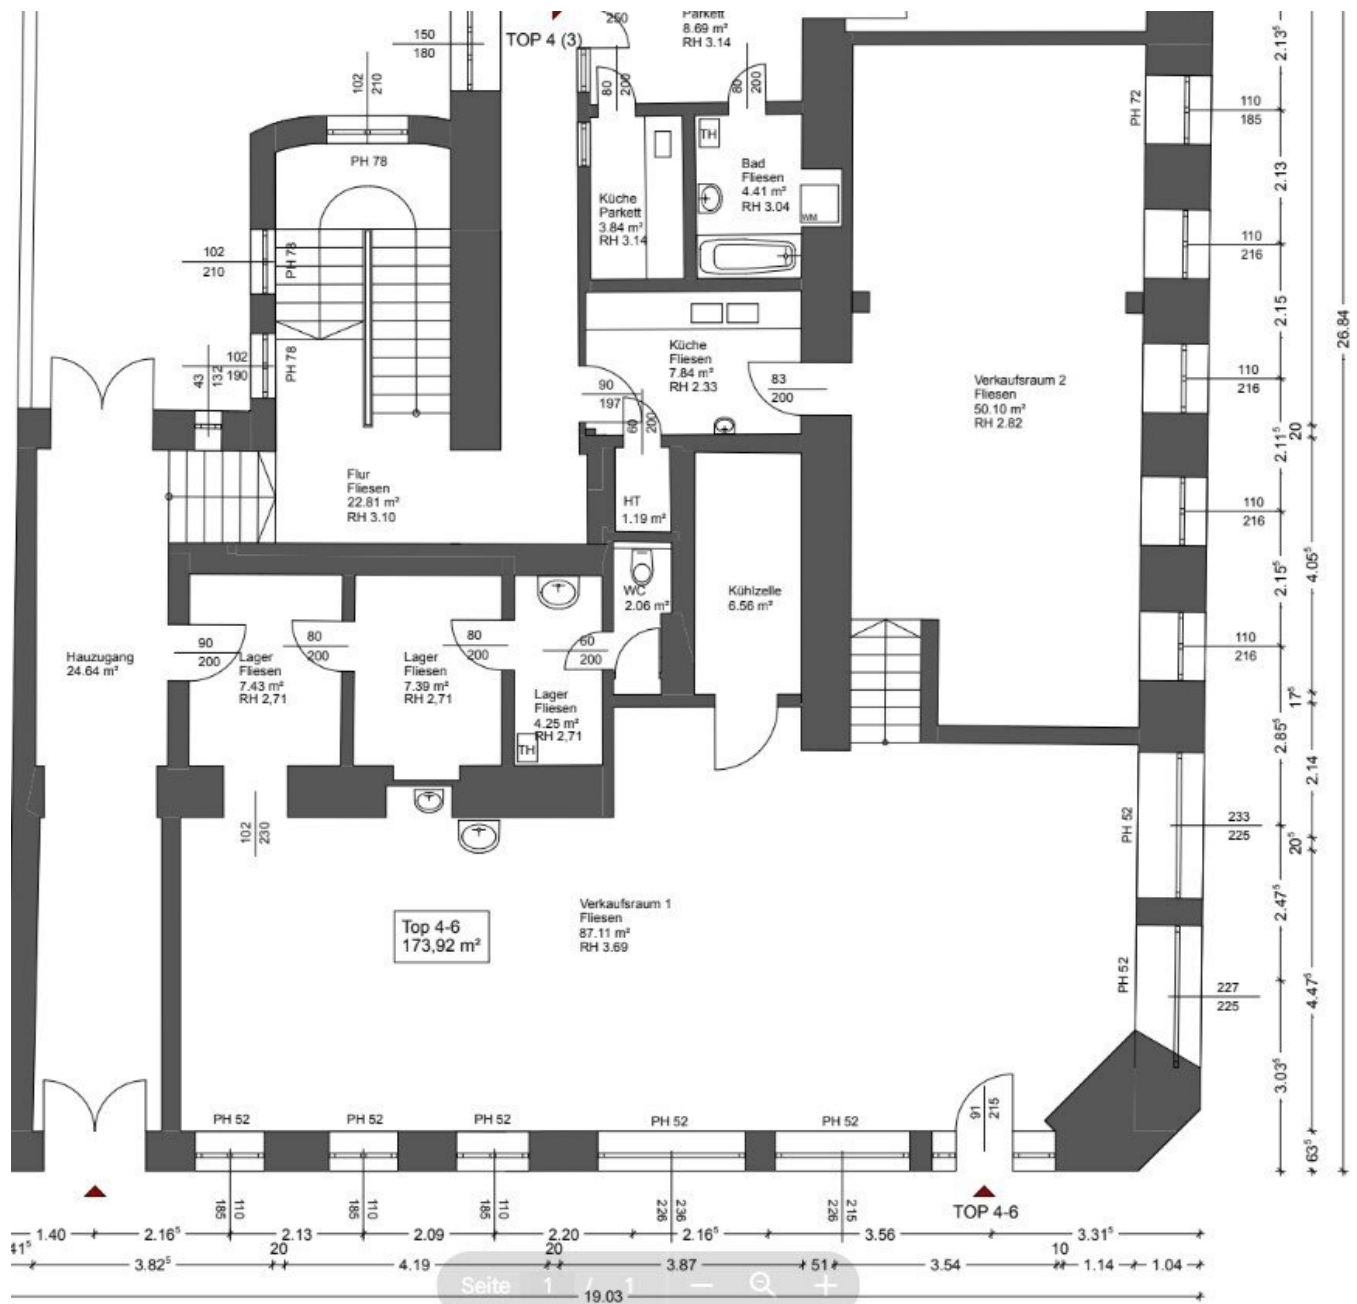 150
180
TOP 4 (3)
250
Parkett
8.69 m²
RH 3.14
2.13⁵
102
210
80
200
80
200
PH 72
110
185
PH 78
TH
Bad
Fliesen
4.41 m²
RH 3.04
WM
2.13
Küche
Parkett
3.84 m²
RH 3.14
102
210
PH 78
110
216
2.15
26.84
102
190
43
132
PH 78
Küche
Fliesen
7.84 m²
RH 2.33
90
197
60
200
83
200
Verkaufsraum 2
Fliesen
50.10 m²
RH 2.82
110
216
20
2.11⁵
Flur
Fliesen
22.81 m²
RH 3.10
HT
1.19 m²
110
216
4.05⁵
2.15⁵
WC
2.06 m²
Kühlzelle
6.56 m²
Hauzugang
24.64 m²
90
200
Lager
Fliesen
7.43 m²
RH 2,71
80
200
Lager
Fliesen
7.39 m²
RH 2,71
80
200
60
200
Lager
Fliesen
4.25 m²
RH 2,71
TH
110
216
17⁵
2.85⁵
2.14
102
230
PH 52
233
225
20⁵
2.47⁵
Top 4-6
173,92 m²
Verkaufsraum 1
Fliesen
87.11 m²
RH 3.69
PH 52
227
225
4.47⁵
3.03⁵
PH 52
PH 52
PH 52
PH 52
PH 52
91
215
63⁵
110
185
110
185
110
185
236
226
215
226
TOP 4-6
1.40
2.16⁵
2.13
2.09
2.20
2.16⁵
3.56
3.31⁵
41⁵
3.82⁵
20
4.19
20
3.87
51
3.54
10
1.14
1.04
Seite 1 / 1
19.03